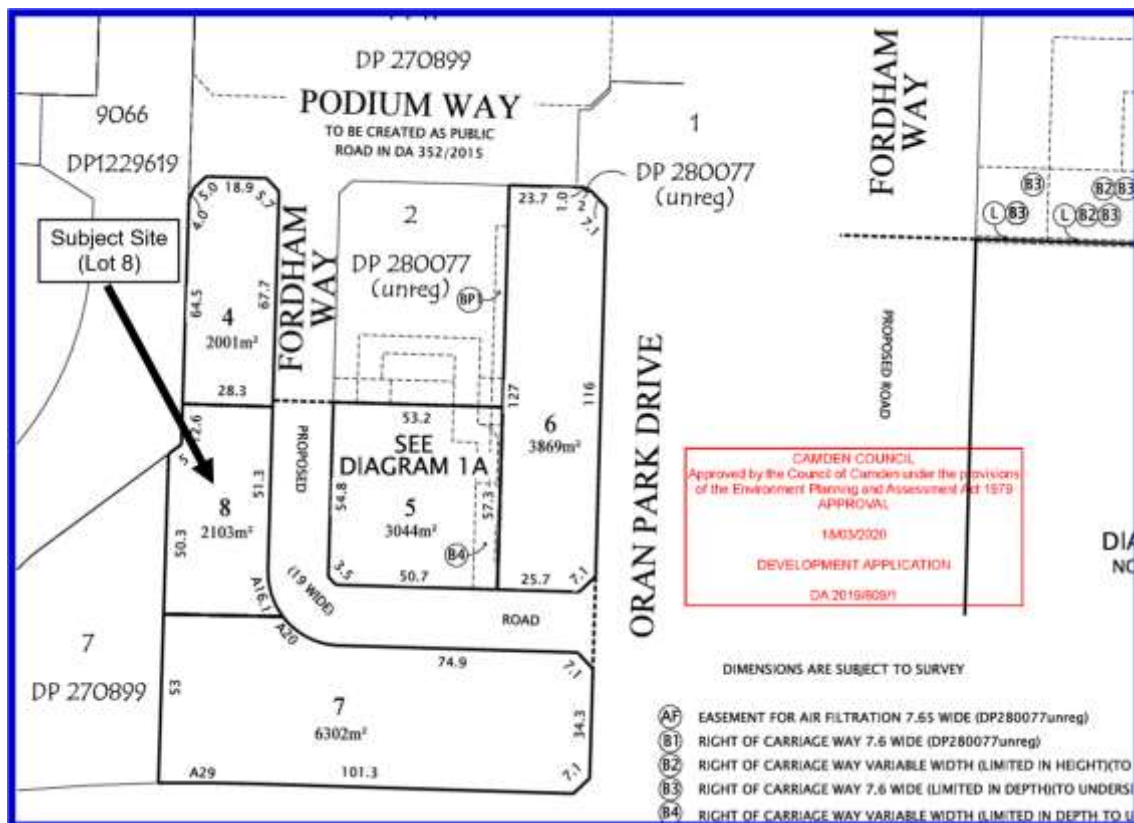 DP 270899
9066
DP1229619
PODIUM WAY
TO BE CREATED AS PUBLIC
ROAD IN DA 352/2015
1
DP 280077
(unreg)
FORDHAM
WAY
B3
B2 B3
L B3
L B2 B3
Subject Site
(Lot 8)
5.0
18.9
5.7
4.0
64.5
67.7
4
2001m²
28.3
FORDHAM
WAY
2
DP 280077
(unreg)
BP1
23.7
1.0
2
7.1
127
116
6
3869m²
25.7
7.1
ORAN PARK DRIVE
PROPOSED ROAD
53.2
SEE
DIAGRAM 1A
54.8
57.3
5
3044m²
B4
3.5
50.7
PROPOSED
(19 WIDE)
ROAD
12.6
5
51.3
8
2103m²
50.3
A16.1
A20
CAMDEN COUNCIL
Approved by the Council of Camden under the provisions
of the Environment Planning and Assessment Act 1979
APPROVAL
18/03/2020
DEVELOPMENT APPLICATION
DA 2019/809/1
DIA
NO
7
DP 270899
53
74.9
7.1
7
6302m²
34.3
A29
101.3
7.1
DIMENSIONS ARE SUBJECT TO SURVEY
AF EASEMENT FOR AIR FILTRATION 7.65 WIDE (DP280077unreg)
B1 RIGHT OF CARRIAGE WAY 7.6 WIDE (DP280077unreg)
B2 RIGHT OF CARRIAGE WAY VARIABLE WIDTH (LIMITED IN HEIGHT)(TO
B3 RIGHT OF CARRIAGE WAY 7.6 WIDE (LIMITED IN DEPTH)(TO UNDERSI
B4 RIGHT OF CARRIAGE WAY VARIABLE WIDTH (LIMITED IN DEPTH TO U